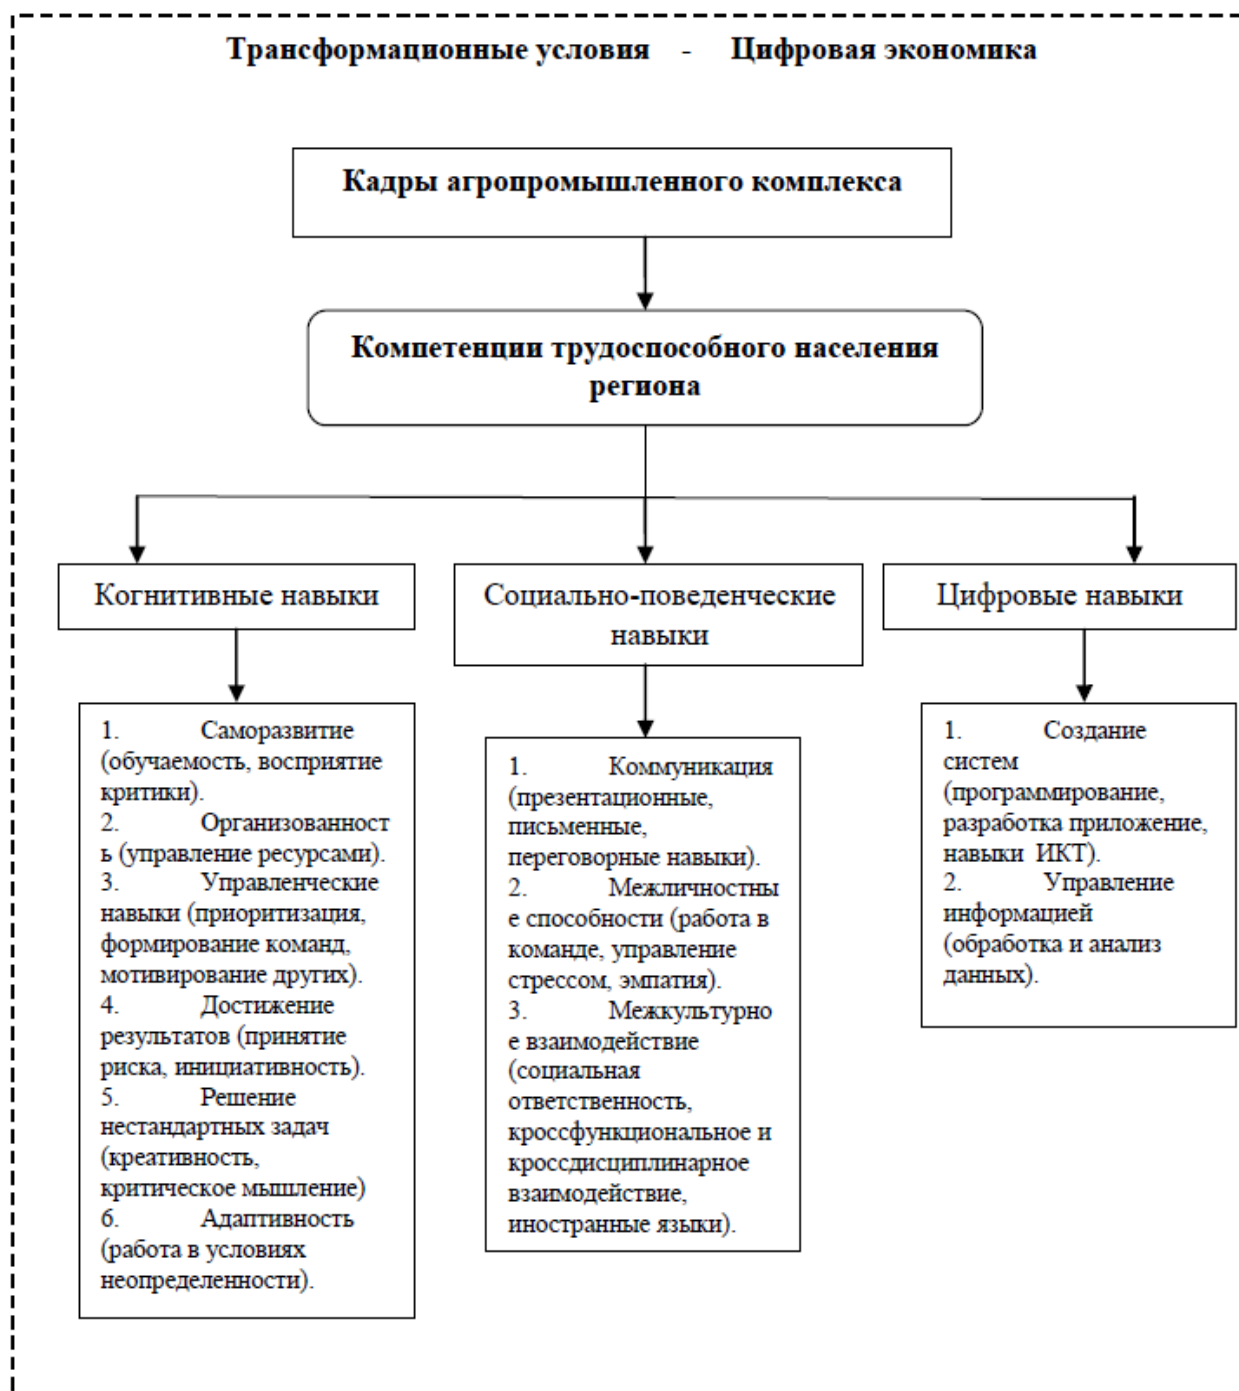 Трансформационные условия - Цифровая экономика
Кадры агропромышленного комплекса
Компетенции трудоспособного населения
региона
Когнитивные навыки
1. Саморазвитие
(обучаемость, восприятие
критики).
2. Организованност
ь (управление ресурсами).
3. Управленческие
навыки (приоритизация,
формирование команд,
мотивирование других).
4. Достижение
результатов (принятие
риска, инициативность).
5. Решение
нестандартных задач
(креативность,
критическое мышление)
6. Адаптивность
(работа в условиях
неопределенности).
Социально-поведенческие
навыки
1. Коммуникация
(презентационные,
письменные,
переговорные навыки).
2. Межличностны
е способности (работа в
команде, управление
стрессом, эмпатия).
3. Межкультурно
е взаимодействие
(социальная
ответственность,
кроссфункциональное и
кроссдисциплинарное
взаимодействие,
иностранные языки).
Цифровые навыки
1. Создание
систем
(программирование,
разработка приложение,
навыки ИКТ).
2. Управление
информацией
(обработка и анализ
данных).